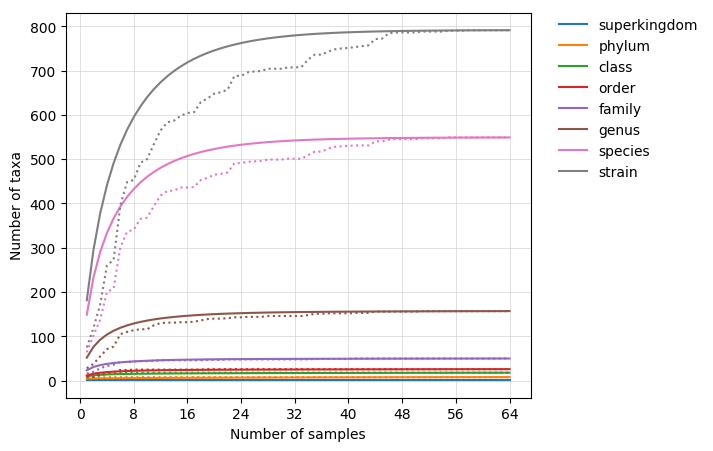 800
700
600
500
400
300
200
100
0
Number of taxa
0 8 16 24 32 40 48 56 64
Number of samples
superkingdom
phylum
class
order
family
genus
species
strain